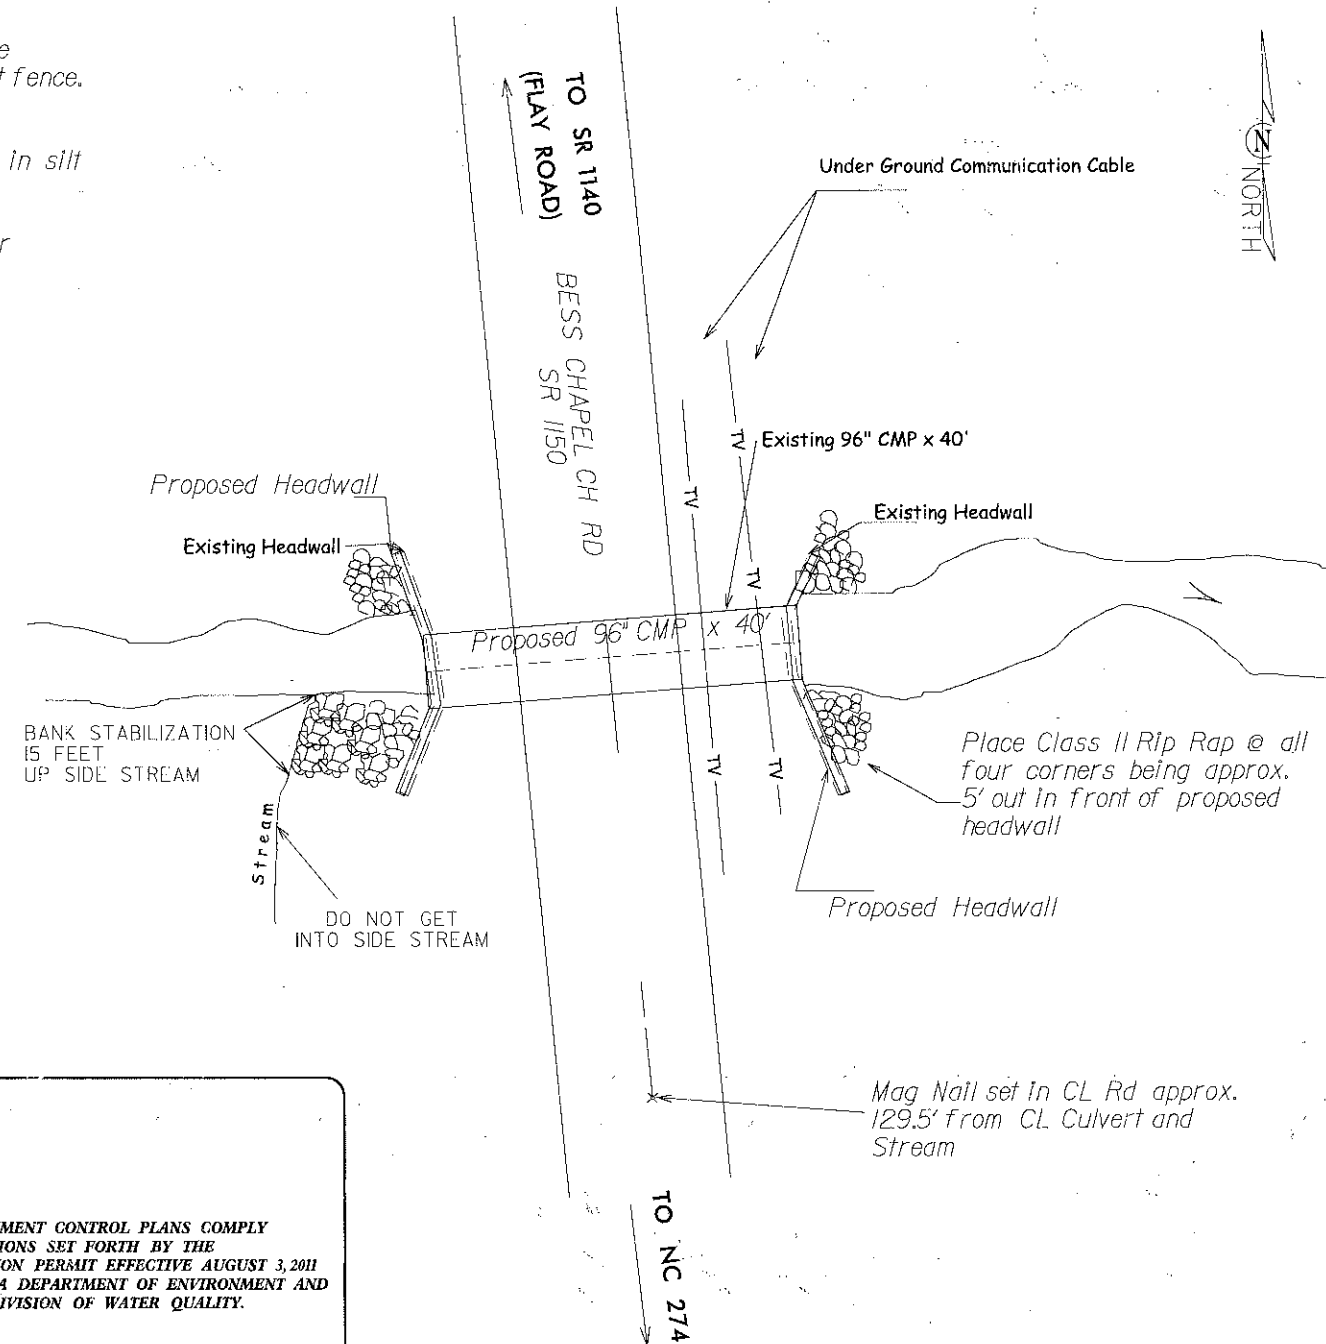 e
fence.
in silt
r
TO SR 1140
(FLAY ROAD)
Under Ground Communication Cable
N
NORTH
BESS CHAPEL CH RD
SR 1150
TV
Existing 96" CMP x 40'
TV
Proposed Headwall
Existing Headwall
Existing Headwall
TV
Proposed 96" CMP x 40'
BANK STABILIZATION
15 FEET
UP SIDE STREAM
Place Class II Rip Rap @ all
four corners being approx.
5' out in front of proposed
headwall
TV
TV
Stream
DO NOT GET
INTO SIDE STREAM
Proposed Headwall
Mag Nail set in CL Rd approx.
129.5' from CL Culvert and
Stream
TO NC 274
MENT CONTROL PLANS COMPLY
IONS SET FORTH BY THE
ON PERMIT EFFECTIVE AUGUST 3, 2011
A DEPARTMENT OF ENVIRONMENT AND
IVISION OF WATER QUALITY.